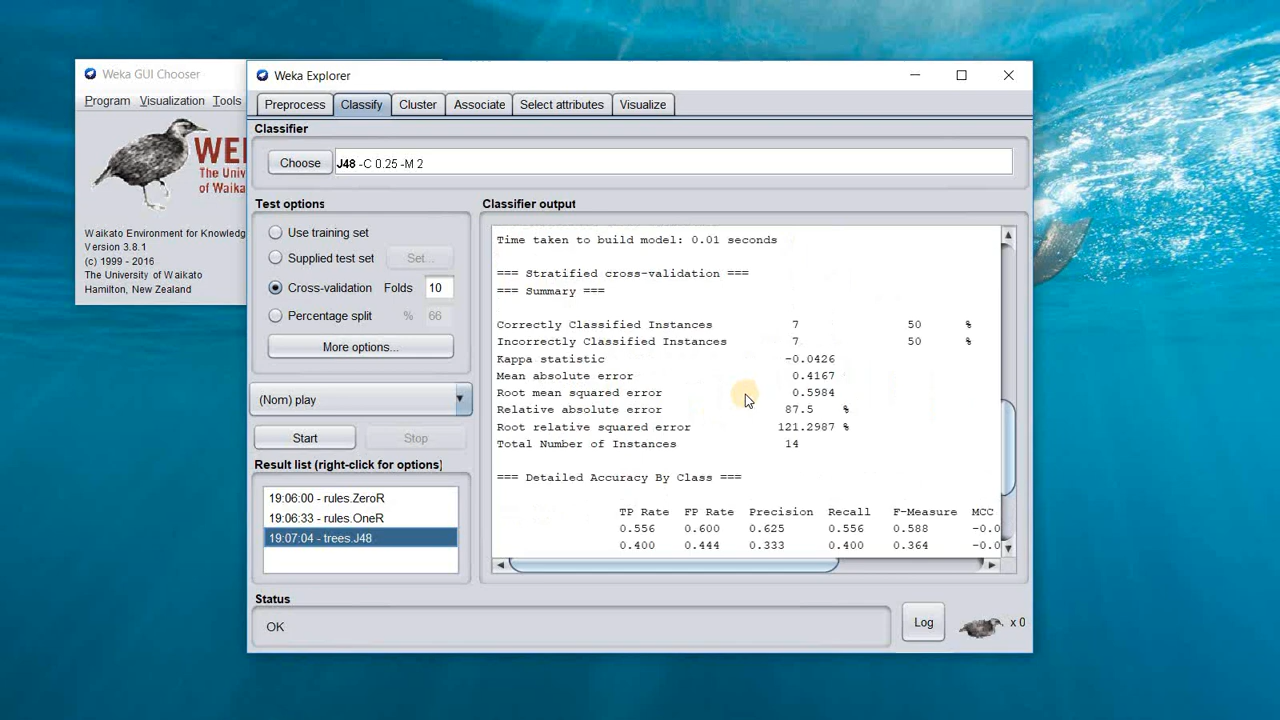 Weka GUI Chooser
Program Visualization Tools
WE
The Univ
of Waika
Waikato Environment for Knowledg
Version 3.8.1
(c) 1999 - 2016
The University of Waikato
Hamilton, New Zealand
Weka Explorer
Preprocess Classify Cluster Associate Select attributes Visualize
Classifier
Choose J48 -C 0.25 -M 2
Test options
Use training set
Supplied test set Set...
Cross-validation Folds 10
Percentage split % 66
More options...
(Nom) play
Start Stop
Result list (right-click for options)
19:06:00 - rules.ZeroR
19:06:33 - rules.OneR
19:07:04 - trees.J48
Classifier output
Time taken to build model: 0.01 seconds
=== Stratified cross-validation ===
=== Summary ===
Correctly Classified Instances 7 50 %
Incorrectly Classified Instances 7 50 %
Kappa statistic -0.0426
Mean absolute error 0.4167
Root mean squared error 0.5984
Relative absolute error 87.5 %
Root relative squared error 121.2987 %
Total Number of Instances 14
=== Detailed Accuracy By Class ===
TP Rate FP Rate Precision Recall F-Measure MCC
0.556 0.600 0.625 0.556 0.588 -0.0
0.400 0.444 0.333 0.400 0.364 -0.0
Status
OK
Log x 0